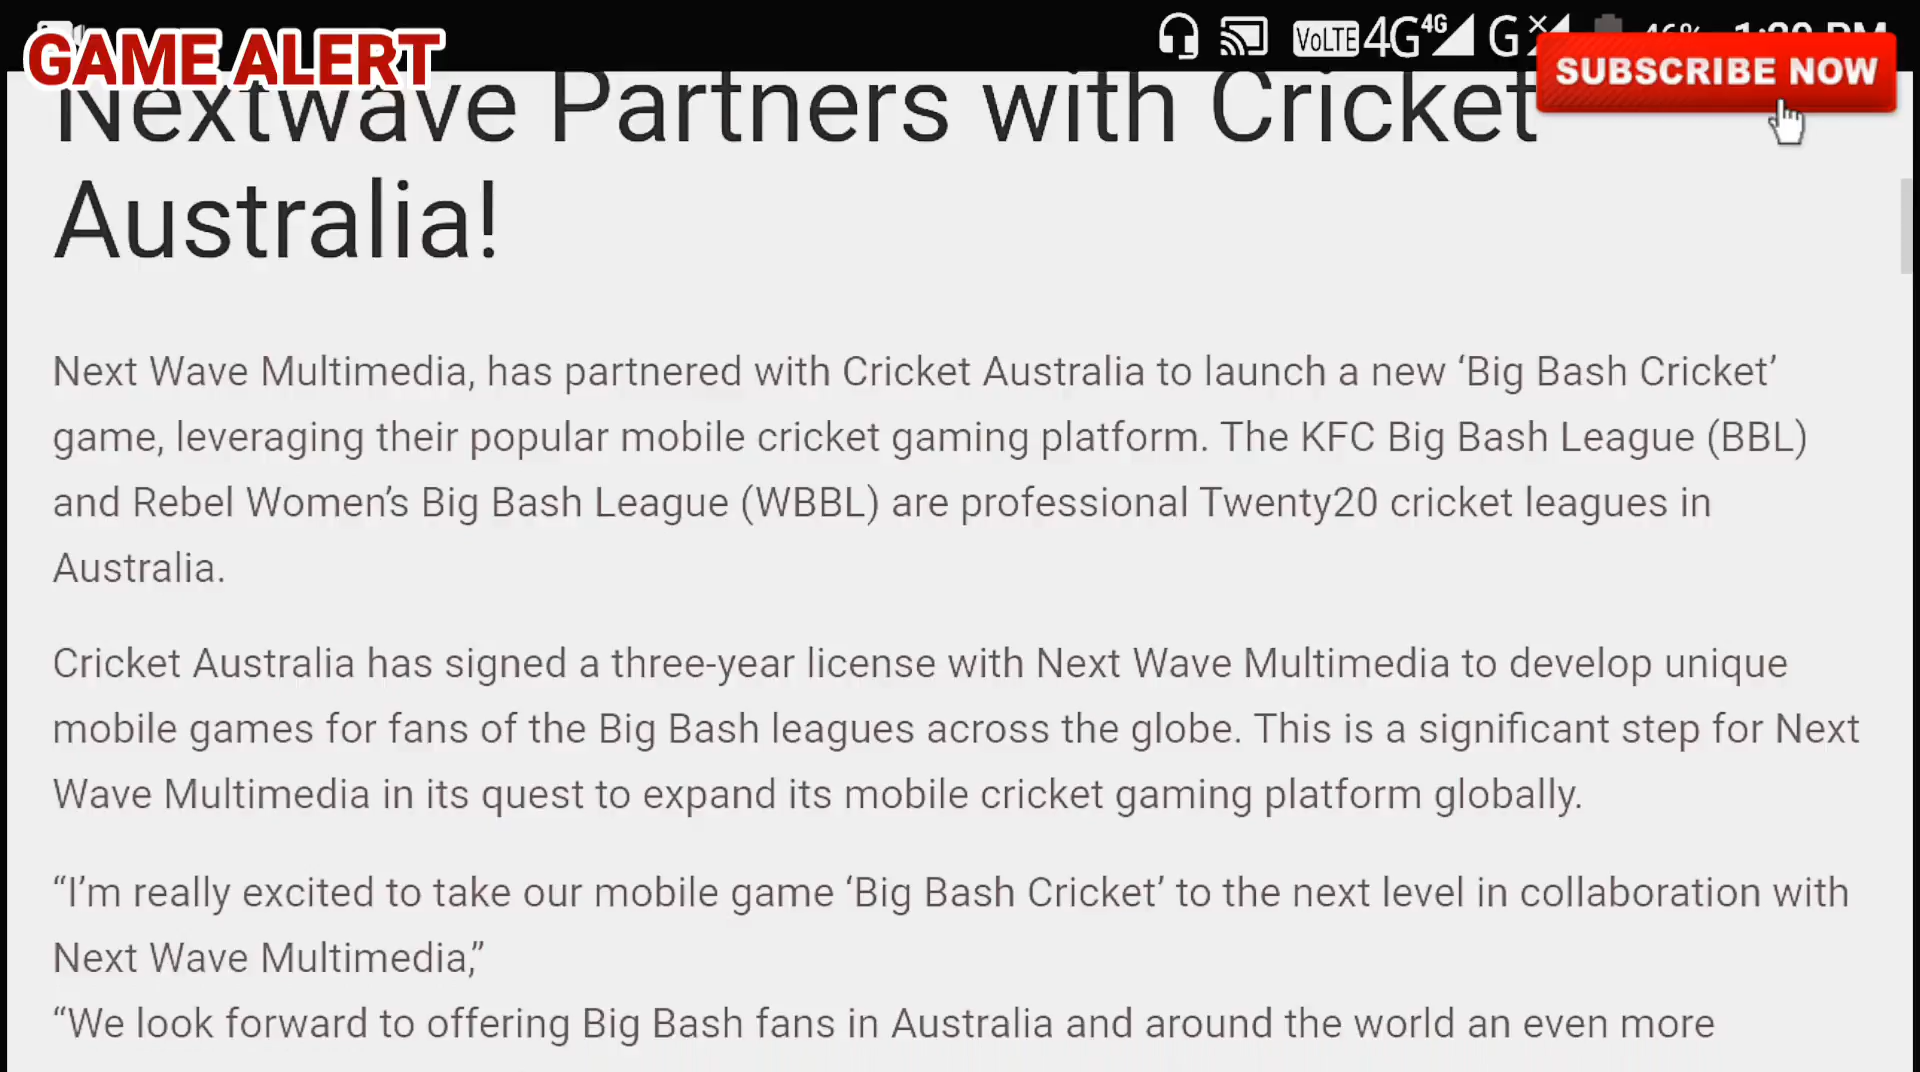 GAME ALERT
VoLTE 4G 4G G
SUBSCRIBE NOW
Nextwave Partners with Cricket
Australia!
Next Wave Multimedia, has partnered with Cricket Australia to launch a new ‘Big Bash Cricket’
game, leveraging their popular mobile cricket gaming platform. The KFC Big Bash League (BBL)
and Rebel Women’s Big Bash League (WBBL) are professional Twenty20 cricket leagues in
Australia.
Cricket Australia has signed a three-year license with Next Wave Multimedia to develop unique
mobile games for fans of the Big Bash leagues across the globe. This is a significant step for Next
Wave Multimedia in its quest to expand its mobile cricket gaming platform globally.
“I’m really excited to take our mobile game ‘Big Bash Cricket’ to the next level in collaboration with
Next Wave Multimedia,”
“We look forward to offering Big Bash fans in Australia and around the world an even more